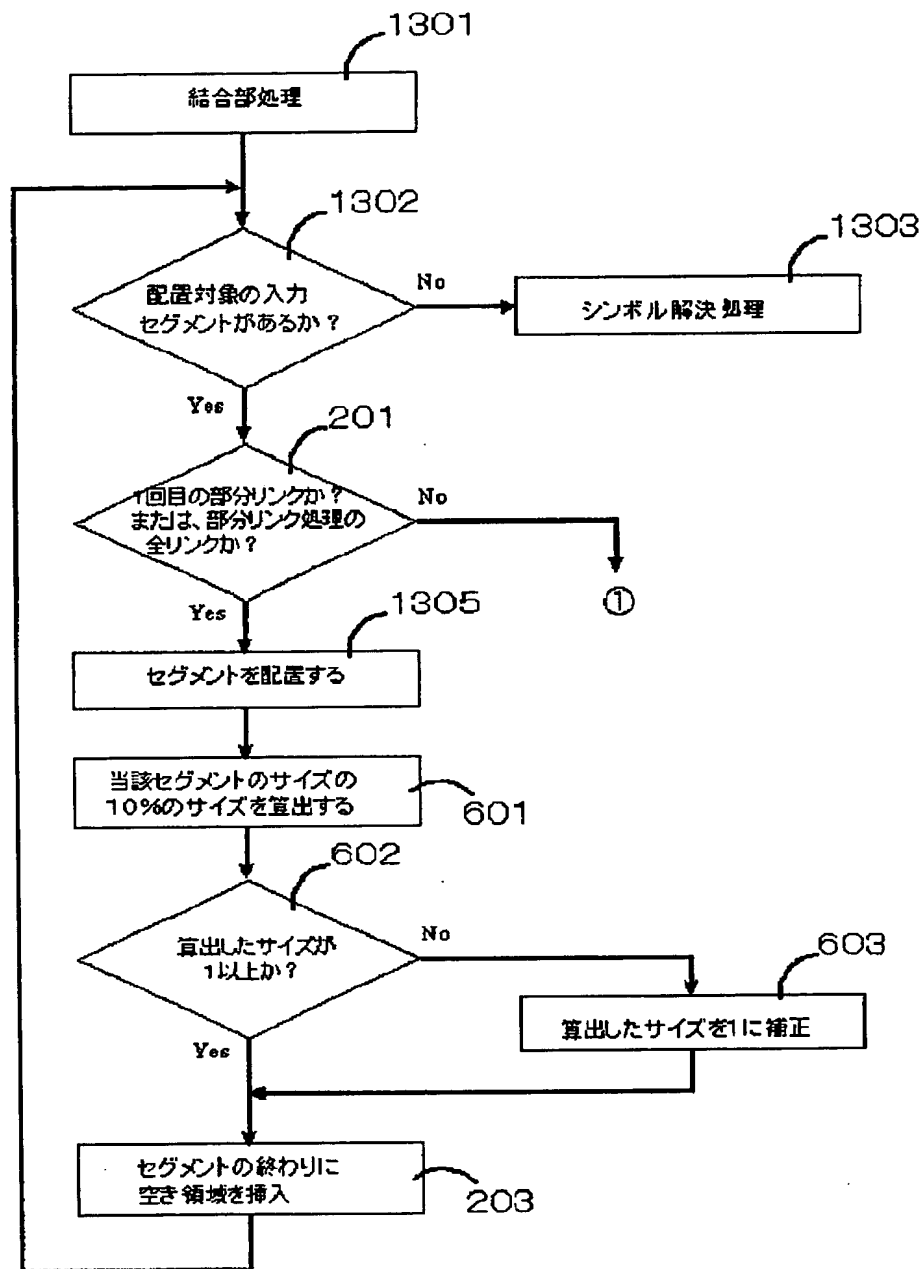 1301
結合部処理
1302
配置対象の入力
セグメントがあるか？
No
1303
シンボル解決処理
Yes
201
1回目の部分リンクか？
または、部分リンク処理の
全リンクか？
No
①
Yes
1305
セグメントを配置する
当該セグメントのサイズの
10%のサイズを算出する
601
602
算出したサイズが
1以上か？
No
603
算出したサイズを1に補正
Yes
セグメントの終わりに
空き領域を挿入
203